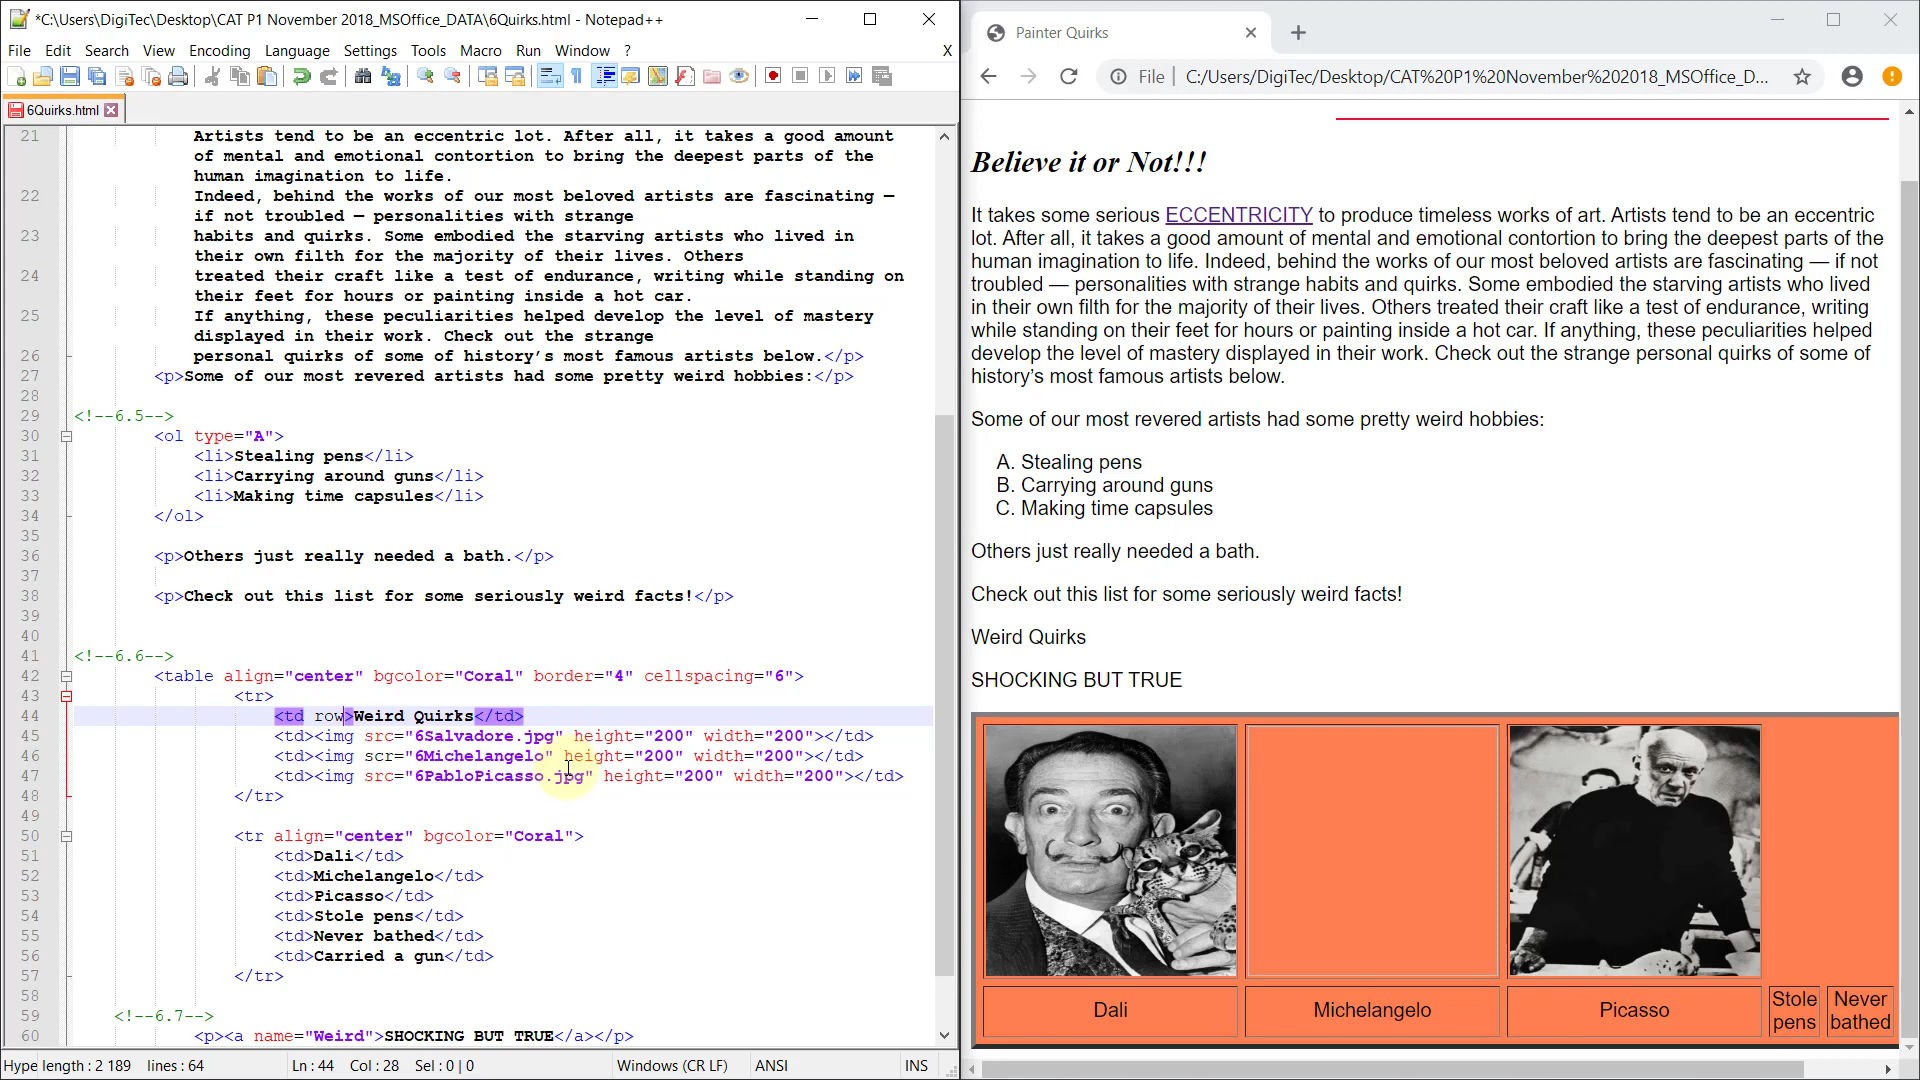 *C:\Users\DigiTec\Desktop\CAT P1 November 2018_MSOffice_DATA\6Quirks.html - Notepad++
File Edit Search View Encoding Language Settings Tools Macro Run Window ? X
6Quirks.html
21 Artists tend to be an eccentric lot. After all, it takes a good amount
of mental and emotional contortion to bring the deepest parts of the
human imagination to life.
22 Indeed, behind the works of our most beloved artists are fascinating —
if not troubled — personalities with strange
23 habits and quirks. Some embodied the starving artists who lived in
their own filth for the majority of their lives. Others
24 treated their craft like a test of endurance, writing while standing on
their feet for hours or painting inside a hot car.
25 If anything, these peculiarities helped develop the level of mastery
displayed in their work. Check out the strange
26 personal quirks of some of history’s most famous artists below.</p>
27 <p>Some of our most revered artists had some pretty weird hobbies:</p>
28
29 <!--6.5-->
30 <ol type="A">
31 <li>Stealing pens</li>
32 <li>Carrying around guns</li>
33 <li>Making time capsules</li>
34 </ol>
35
36 <p>Others just really needed a bath.</p>
37
38 <p>Check out this list for some seriously weird facts!</p>
39
40
41 <!--6.6-->
42 <table align="center" bgcolor="Coral" border="4" cellspacing="6">
43 <tr>
44 <td row>Weird Quirks</td>
45 <td><img src="6Salvadore.jpg" height="200" width="200"></td>
46 <td><img scr="6Michelangelo" height="200" width="200"></td>
47 <td><img src="6PabloPicasso.jpg" height="200" width="200"></td>
48 </tr>
49
50 <tr align="center" bgcolor="Coral">
51 <td>Dali</td>
52 <td>Michelangelo</td>
53 <td>Picasso</td>
54 <td>Stole pens</td>
55 <td>Never bathed</td>
56 <td>Carried a gun</td>
57 </tr>
58
59 <!--6.7-->
60 <p><a name="Weird">SHOCKING BUT TRUE</a></p>
Hype length : 2 189 lines : 64 Ln : 44 Col : 28 Sel : 0 | 0 Windows (CR LF) ANSI INS
Painter Quirks
File | C:/Users/DigiTec/Desktop/CAT%20P1%20November%202018_MSOffice_D...
Believe it or Not!!!
It takes some serious ECCENTRICITY to produce timeless works of art. Artists tend to be an eccentric
lot. After all, it takes a good amount of mental and emotional contortion to bring the deepest parts of the
human imagination to life. Indeed, behind the works of our most beloved artists are fascinating — if not
troubled — personalities with strange habits and quirks. Some embodied the starving artists who lived
in their own filth for the majority of their lives. Others treated their craft like a test of endurance, writing
while standing on their feet for hours or painting inside a hot car. If anything, these peculiarities helped
develop the level of mastery displayed in their work. Check out the strange personal quirks of some of
history’s most famous artists below.
Some of our most revered artists had some pretty weird hobbies:
A. Stealing pens
B. Carrying around guns
C. Making time capsules
Others just really needed a bath.
Check out this list for some seriously weird facts!
Weird Quirks
SHOCKING BUT TRUE
Dali Michelangelo Picasso Stole Never
pens bathed